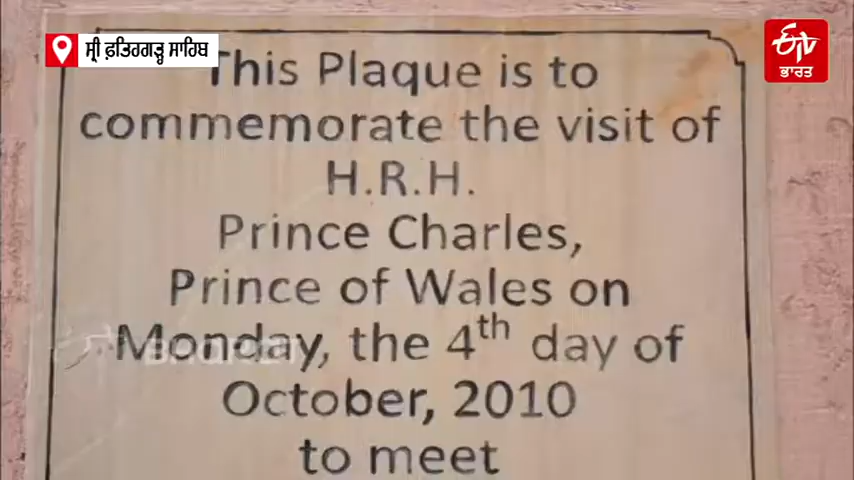 ਸ੍ਰੀ ਫ਼ਤਿਹਗੜ੍ਹ ਸਾਹਿਬ
etv
ਭਾਰਤ
This Plaque is to
commemorate the visit of
H.R.H.
Prince Charles,
Prince of Wales on
Monday, the 4th day of
October, 2010
to meet